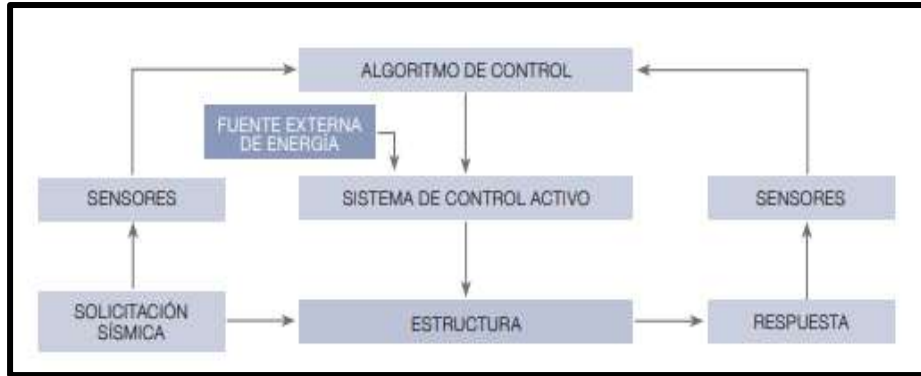 ALGORITMO DE CONTROL
FUENTE EXTERNA
DE ENERGÍA
SENSORES
SISTEMA DE CONTROL ACTIVO
SENSORES
SOLICITACIÓN
SÍSMICA
ESTRUCTURA
RESPUESTA